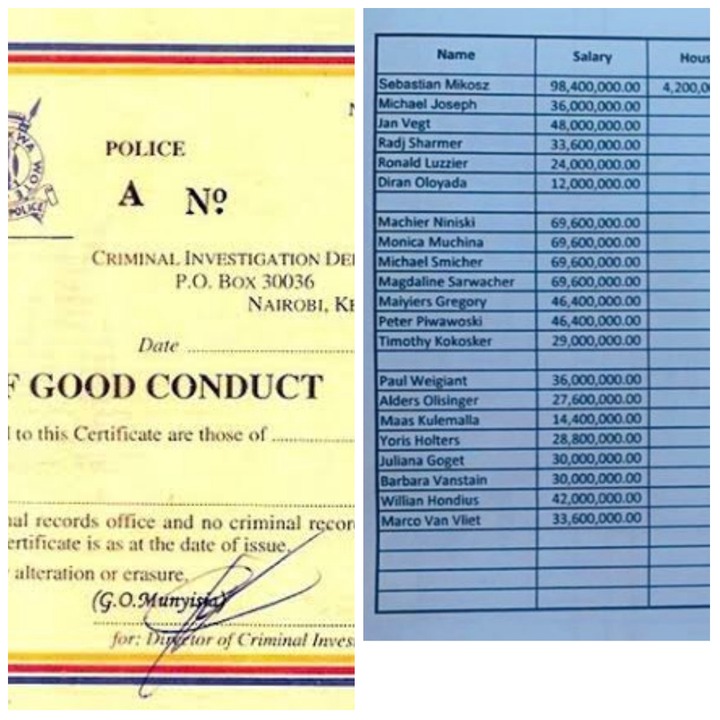 N
POLICE
A Nº
CRIMINAL INVESTIGATION DE
P.O. BOX 30036
NAIROBI, KE
Date
F GOOD CONDUCT
l to this Certificate are those of
al records office and no criminal recor
ertificate is as at the date of issue.
alteration or erasure.
(G.O.Munyisia)
for: Director of Criminal Inves
Name Salary Hous
Sebastian Mikosz 98,400,000.00 4,200,0
Michael Joseph 36,000,000.00
Jan Vegt 48,000,000.00
Radj Sharmer 33,600,000.00
Ronald Luzzier 24,000,000.00
Diran Oloyada 12,000,000.00
Machier Niniski 69,600,000.00
Monica Muchina 69,600,000.00
Michael Smicher 69,600,000.00
Magdaline Sarwacher 69,600,000.00
Maiyiers Gregory 46,400,000.00
Peter Piwawoski 46,400,000.00
Timothy Kokosker 29,000,000.00
Paul Weigiant 36,000,000.00
Alders Olisinger 27,600,000.00
Maas Kulemalla 14,400,000.00
Yoris Holters 28,800,000.00
Juliana Goget 30,000,000.00
Barbara Vanstain 30,000,000.00
Willian Hondius 42,000,000.00
Marco Van Vliet 33,600,000.00